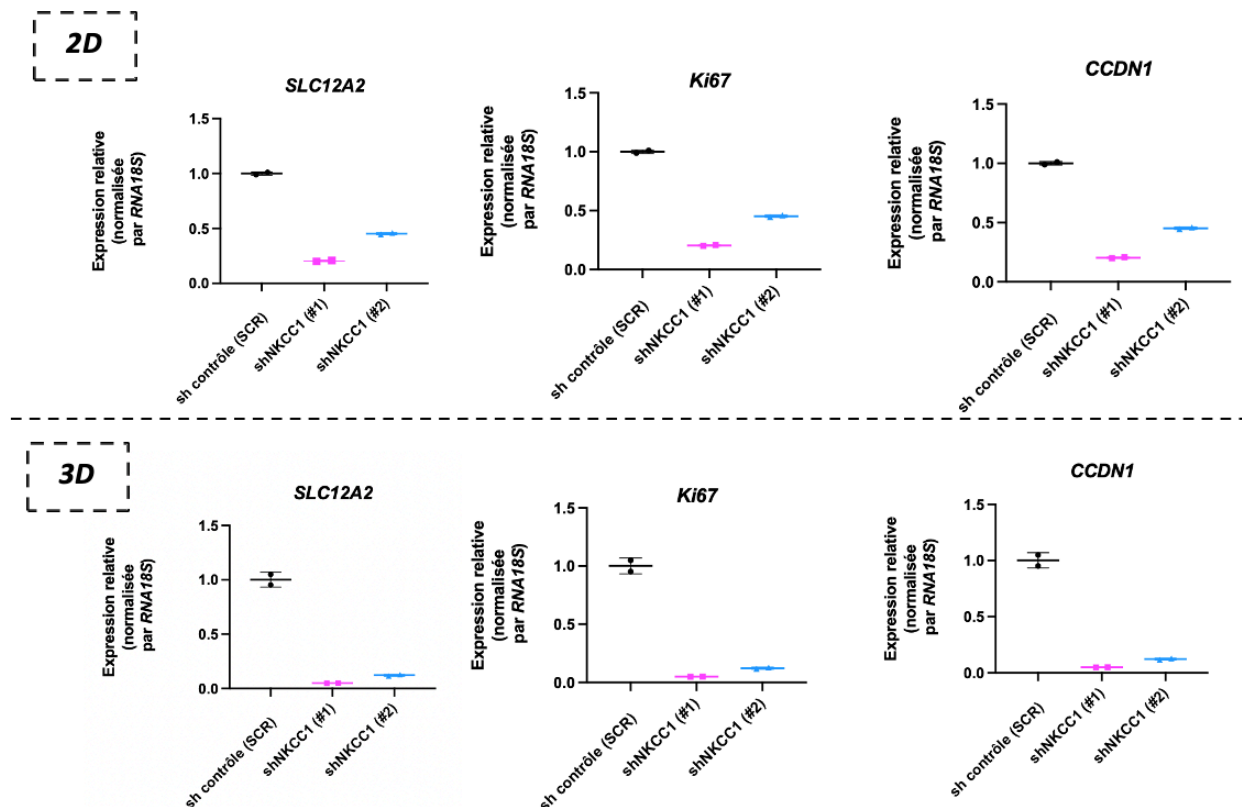 2D
SLC12A2
Expression relative
(normalisée
par RNA18S)
1.5
1.0
0.5
0.0
sh contrôle (SCR)
shNKCC1 (#1)
shNKCC1 (#2)
Ki67
Expression relative
(normalisée
par RNA18S)
1.5
1.0
0.5
0.0
sh contrôle (SCR)
shNKCC1 (#1)
shNKCC1 (#2)
CCDN1
Expression relative
(normalisée
par RNA18S)
1.5
1.0
0.5
0.0
sh contrôle (SCR)
shNKCC1 (#1)
shNKCC1 (#2)
3D
SLC12A2
Expression relative
(normalisée
par RNA18S)
1.5
1.0
0.5
0.0
sh contrôle (SCR)
shNKCC1 (#1)
shNKCC1 (#2)
Ki67
Expression relative
(normalisée
par RNA18S)
1.5
1.0
0.5
0.0
sh contrôle (SCR)
shNKCC1 (#1)
shNKCC1 (#2)
CCDN1
Expression relative
(normalisée
par RNA18S)
1.5
1.0
0.5
0.0
sh contrôle (SCR)
shNKCC1 (#1)
shNKCC1 (#2)